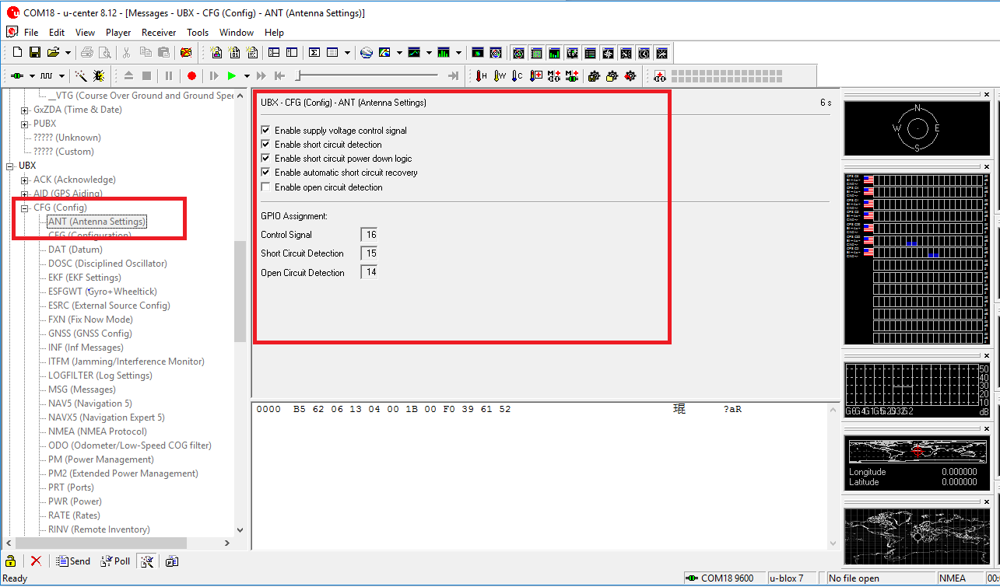 COM18 - u-center 8.12 - [Messages - UBX - CFG (Config) - ANT (Antenna Settings)]
File Edit View Player Receiver Tools Window Help
__VTG (Course Over Ground and Ground Spee
GxZDA (Time & Date)
PUBX
????? (Unknown)
????? (Custom)
UBX
ACK (Acknowledge)
AID (GPS Aiding)
CFG (Config)
ANT (Antenna Settings)
CFG (Configuration)
DAT (Datum)
DOSC (Disciplined Oscillator)
EKF (EKF Settings)
ESFGWT (Gyro+Wheeltick)
ESRC (External Source Config)
FXN (Fix Now Mode)
GNSS (GNSS Config)
INF (Inf Messages)
ITFM (Jamming/Interference Monitor)
LOGFILTER (Log Settings)
MSG (Messages)
NAV5 (Navigation 5)
NAVX5 (Navigation Expert 5)
NMEA (NMEA Protocol)
ODO (Odometer/Low-Speed COG filter)
PM (Power Management)
PM2 (Extended Power Management)
PRT (Ports)
PWR (Power)
RATE (Rates)
RINV (Remote Inventory)
UBX - CFG (Config) - ANT (Antenna Settings) 6 s
Enable supply voltage control signal
Enable short circuit detection
Enable short circuit power down logic
Enable automatic short circuit recovery
Enable open circuit detection
GPIO Assignment:
Control Signal 16
Short Circuit Detection 15
Open Circuit Detection 14
0000 B5 62 06 13 04 00 1B 00 F0 39 61 52 ?aR
N
W E
S
50
40
30
20
10
dB
Longitude 0.000000
Latitude 0.000000
Send Poll
Ready COM18 9600 u-blox 7 No file open NMEA 00: